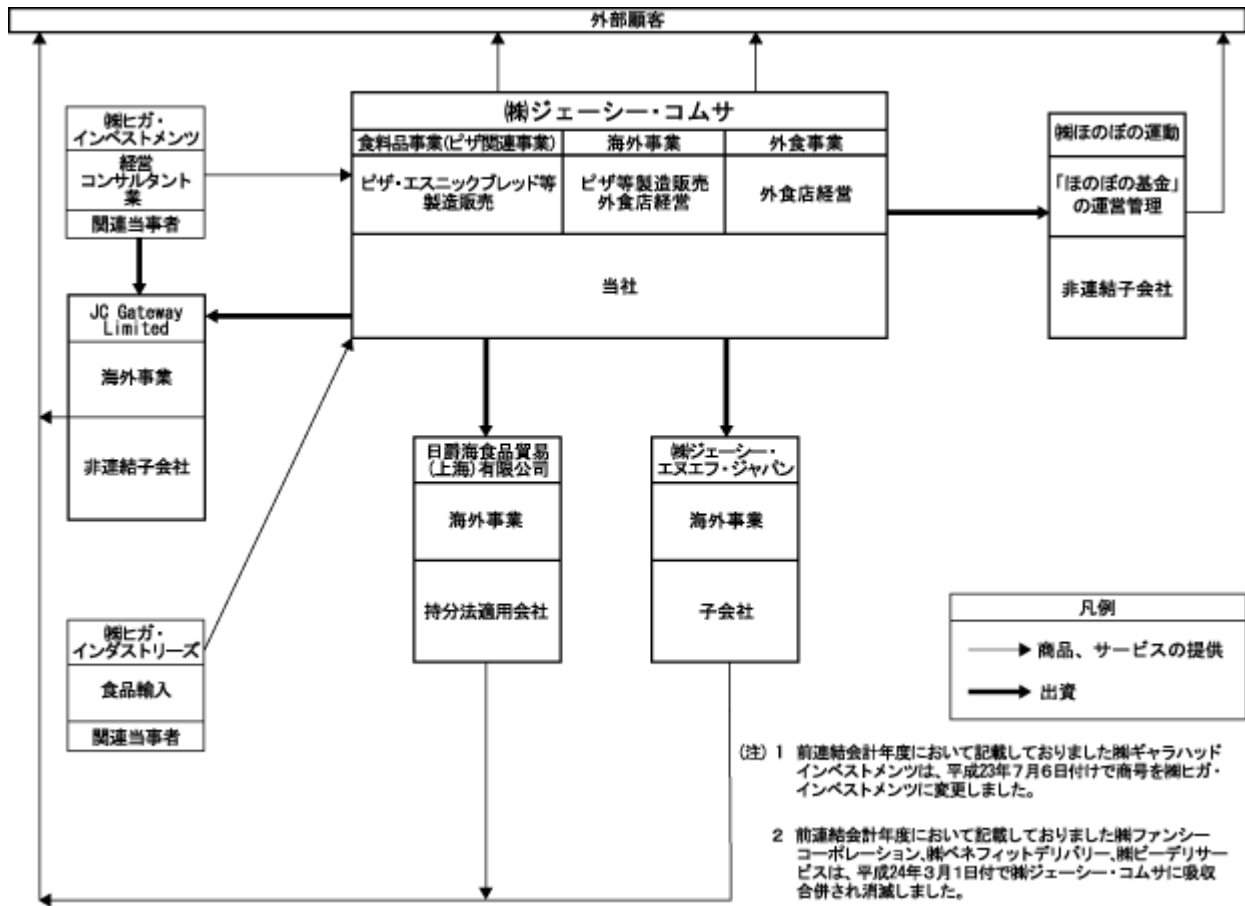 外部顧客
㈱ジェーシー・コムサ
食料品事業(ピザ関連事業)
海外事業
外食事業
ピザ・エスニックブレッド等
製造販売
ピザ等製造販売
外食店経営
外食店経営
当社
㈱ヒガ・
インベストメンツ
経営
コンサルタント
業
関連当事者
JC Gateway
Limited
海外事業
非連結子会社
㈱ヒガ・
インダストリーズ
食品輸入
関連当事者
日爵海食品貿易
(上海)有限公司
海外事業
持分法適用会社
㈱ジェーシー・
エヌエフ・ジャパン
海外事業
子会社
㈱ほのぼの運動
「ほのぼの基金」
の運営管理
非連結子会社
凡例
商品、サービスの提供
出資
(注) 1 前連結会計年度において記載しておりました㈱ギャラハッド
インベストメンツは、平成23年7月6日付けで商号を㈱ヒガ・
インベストメンツに変更しました。
2 前連結会計年度において記載しておりました㈱ファンシー
コーポレーション、㈱ベネフィットデリバリー、㈱ピーデリサー
ビスは、平成24年3月1日付で㈱ジェーシー・コムサに吸収
合併され消滅しました。